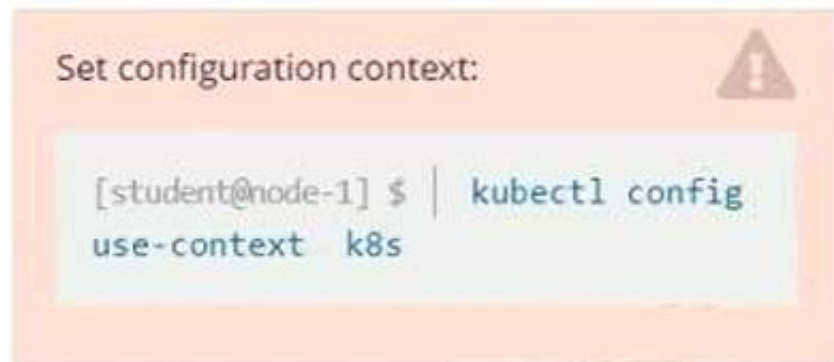 Set configuration context:
[student@node-1] $ | kubectl config
use-context k8s